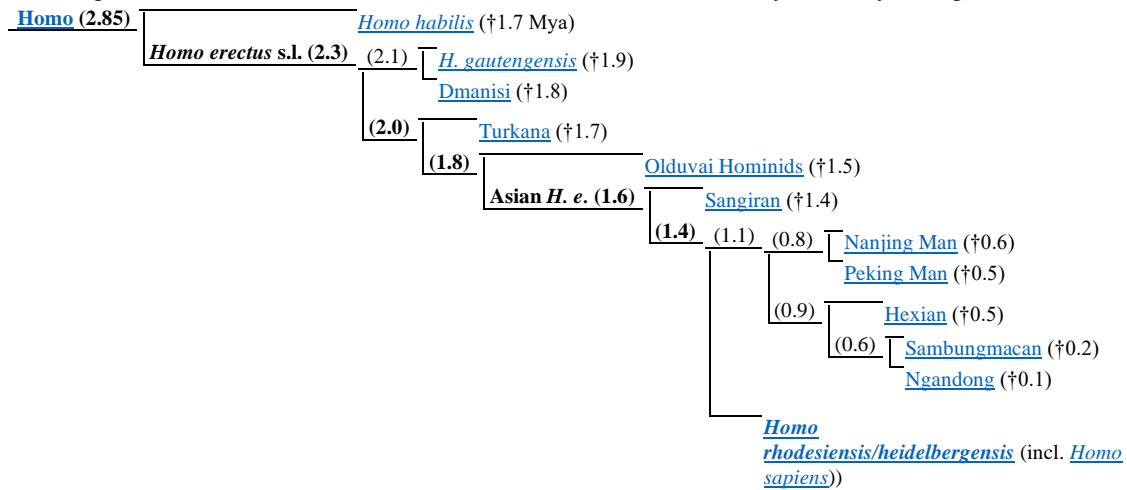 Homo (2.85)
Homo habilis (†1.7 Mya)
Homo erectus s.l. (2.3)
(2.1)
H. gautengensis (†1.9)
Dmanisi (†1.8)
(2.0)
Turkana (†1.7)
(1.8)
Olduvai Hominids (†1.5)
Asian H. e. (1.6)
Sangiran (†1.4)
(1.4)
(1.1)
(0.8)
Nanjing Man (†0.6)
Peking Man (†0.5)
(0.9)
Hexian (†0.5)
(0.6)
Sambungmacan (†0.2)
Ngandong (†0.1)
Homo
rhodesiensis/heidelbergensis (incl. Homo
sapiens))